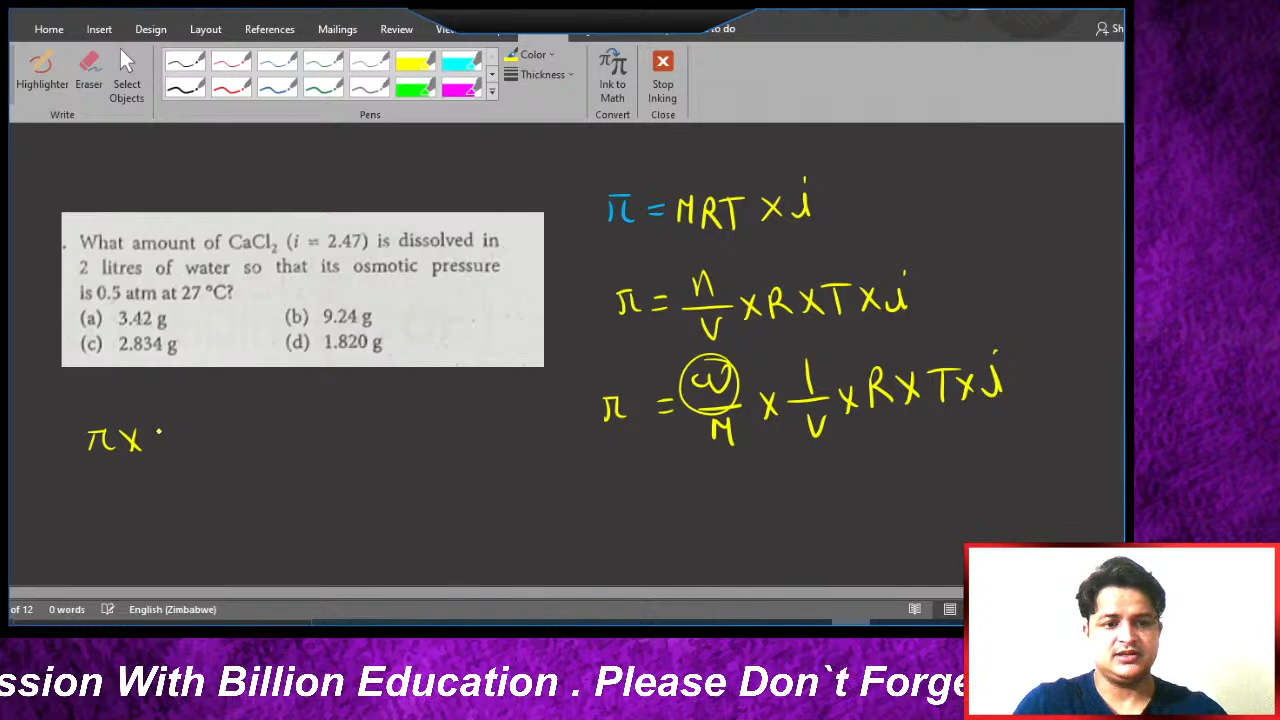 Home Insert Design Layout References Mailings Review to do
Highlighter Eraser Select Objects
Color
Thickness
Ink to Math
Stop Inking
Write Pens Convert Close
π = MRT × i
What amount of CaCl₂ (i = 2.47) is dissolved in
2 litres of water so that its osmotic pressure
is 0.5 atm at 27 °C?
(a) 3.42 g (b) 9.24 g
(c) 2.834 g (d) 1.820 g
π = n/v × R × T × i
π = w/M × 1/v × R × T × i
π ×
of 12 0 words English (Zimbabwe)
ssion With Billion Education . Please Don`t Forge